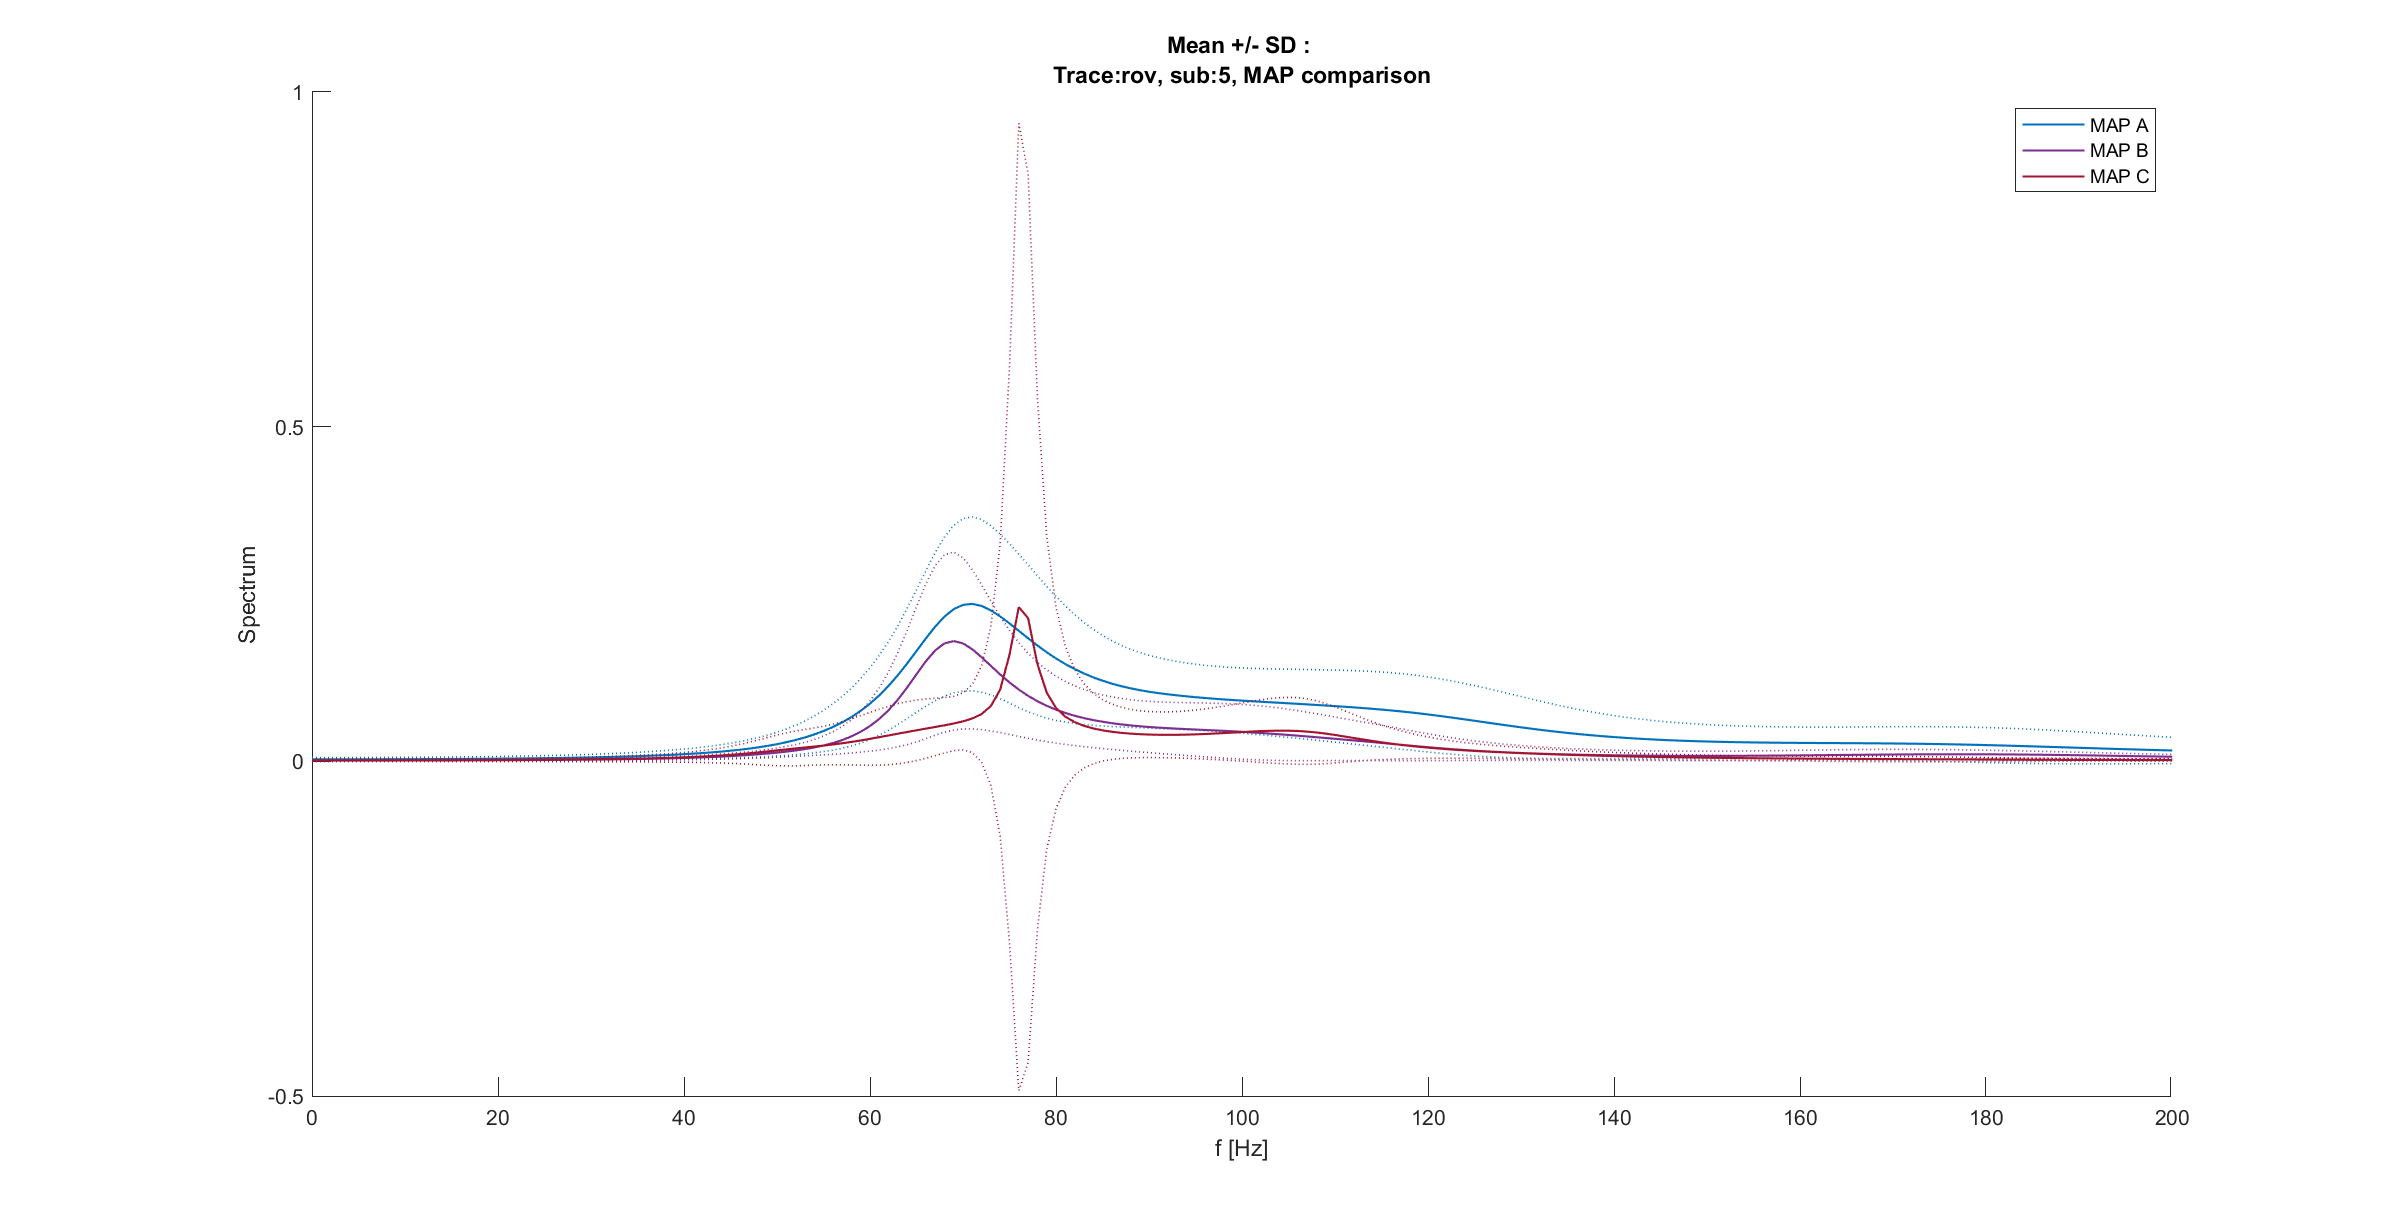 Mean +/- SD :
Trace:rov, sub:5, MAP comparison
MAP A
MAP B
MAP C
1
0.5
0
-0.5
Spectrum
0 20 40 60 80 100 120 140 160 180 200
f [Hz]